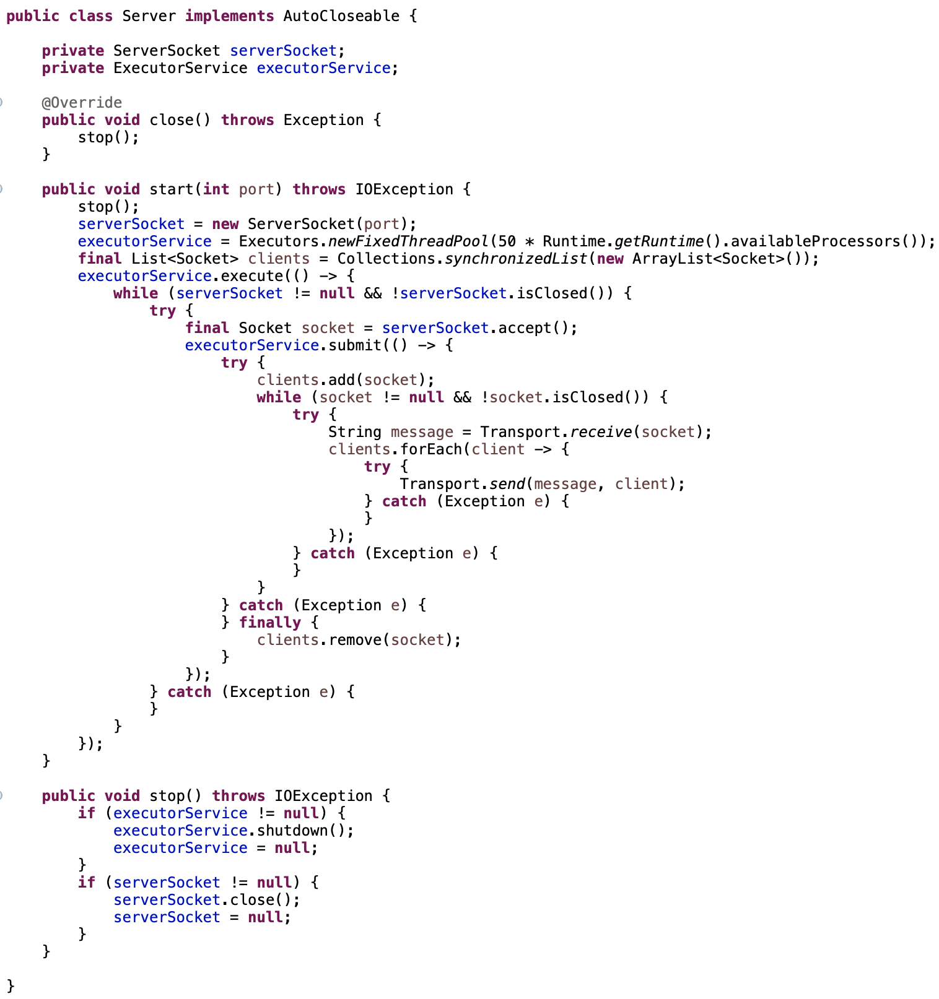 public class Server implements AutoCloseable {
private ServerSocket serverSocket;
private ExecutorService executorService;
@Override
public void close() throws Exception {
stop();
}
public void start(int port) throws IOException {
stop();
serverSocket = new ServerSocket(port);
executorService = Executors.newFixedThreadPool(50 * Runtime.getRuntime().availableProcessors());
final List<Socket> clients = Collections.synchronizedList(new ArrayList<Socket>());
executorService.execute(() -> {
while (serverSocket != null && !serverSocket.isClosed()) {
try {
final Socket socket = serverSocket.accept();
executorService.submit(() -> {
try {
clients.add(socket);
while (socket != null && !socket.isClosed()) {
try {
String message = Transport.receive(socket);
clients.forEach(client -> {
try {
Transport.send(message, client);
} catch (Exception e) {
}
});
} catch (Exception e) {
}
}
} catch (Exception e) {
} finally {
clients.remove(socket);
}
});
} catch (Exception e) {
}
}
});
}
public void stop() throws IOException {
if (executorService != null) {
executorService.shutdown();
executorService = null;
}
if (serverSocket != null) {
serverSocket.close();
serverSocket = null;
}
}
}